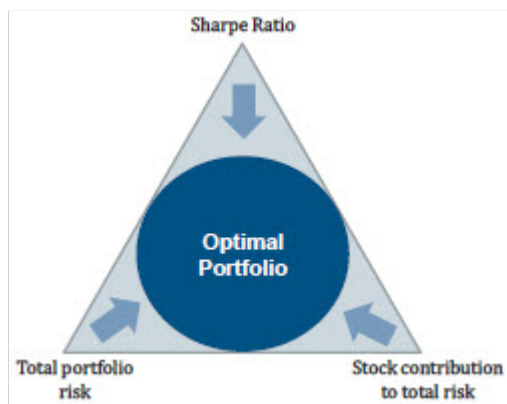 Sharpe Ratio
Optimal
Portfolio
Total portfolio
risk
Stock contribution
to total risk